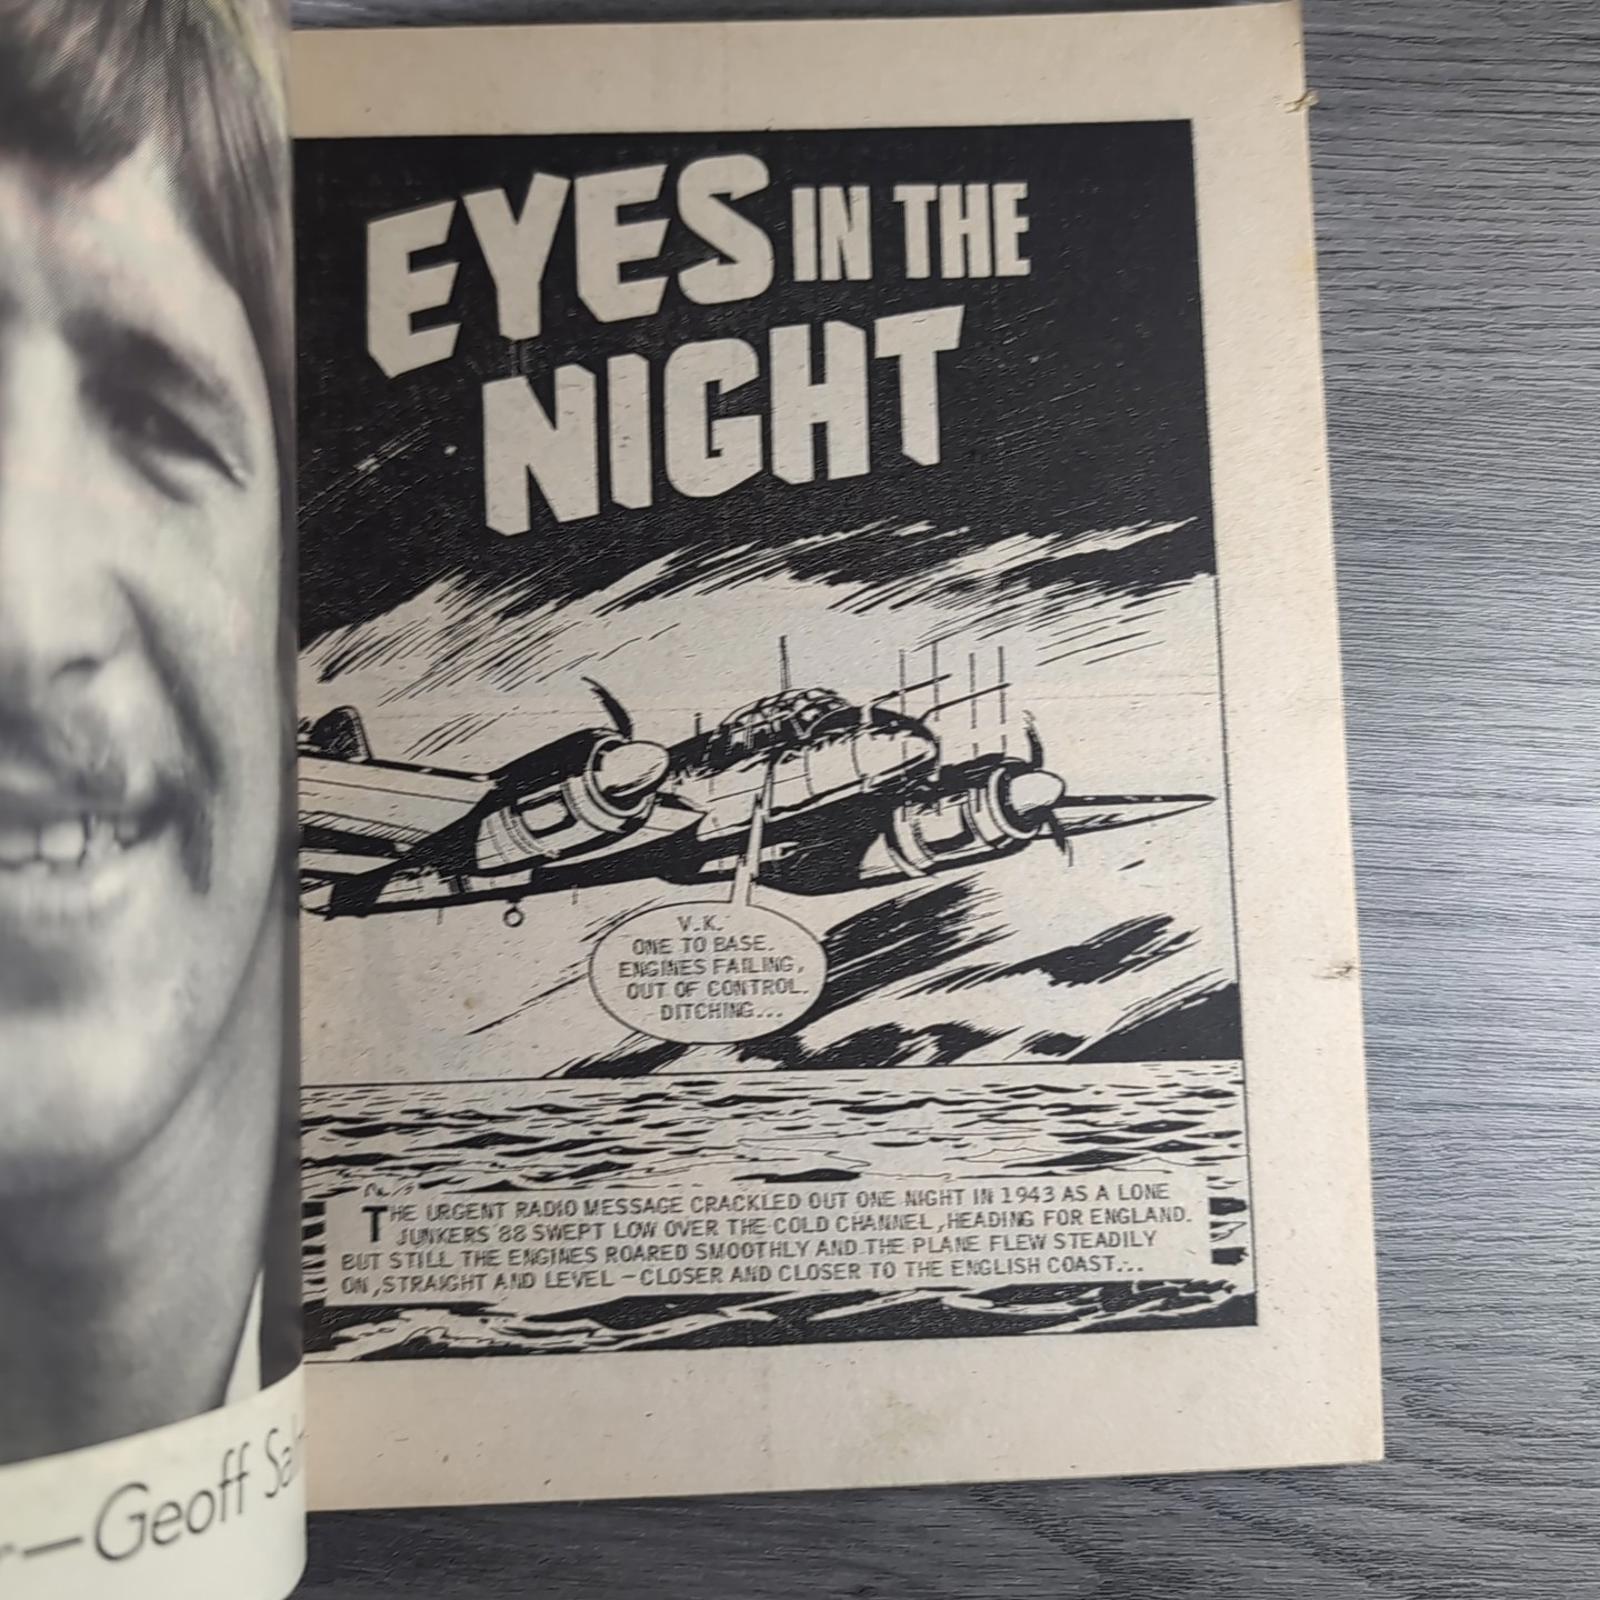 EYES IN THE
NIGHT
V.K.
ONE TO BASE.
ENGINES FAILING,
OUT OF CONTROL.
DITCHING...
THE URGENT RADIO MESSAGE CRACKLED OUT ONE NIGHT IN 1943 AS A LONE
JUNKERS '88 SWEPT LOW OVER THE COLD CHANNEL, HEADING FOR ENGLAND.
BUT STILL THE ENGINES ROARED SMOOTHLY AND THE PLANE FLEW STEADILY
ON, STRAIGHT AND LEVEL - CLOSER AND CLOSER TO THE ENGLISH COAST...
—Geoff